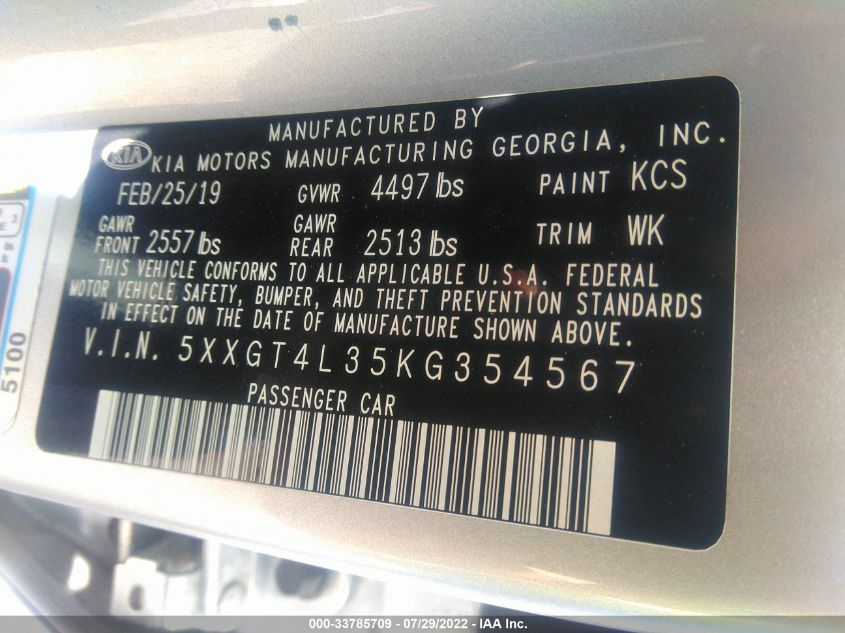 MANUFACTURED BY
KIA KIA MOTORS MANUFACTURING GEORGIA, INC.
FEB/25/19 GVWR 4497 lbs PAINT KCS
GAWR FRONT 2557 lbs GAWR REAR 2513 lbs TRIM WK
THIS VEHICLE CONFORMS TO ALL APPLICABLE U.S.A. FEDERAL
MOTOR VEHICLE SAFETY, BUMPER, AND THEFT PREVENTION STANDARDS
IN EFFECT ON THE DATE OF MANUFACTURE SHOWN ABOVE.
V.I.N. 5XXGT4L35KG354567
PASSENGER CAR
5100
000-33785709 - 07/29/2022 - IAA Inc.